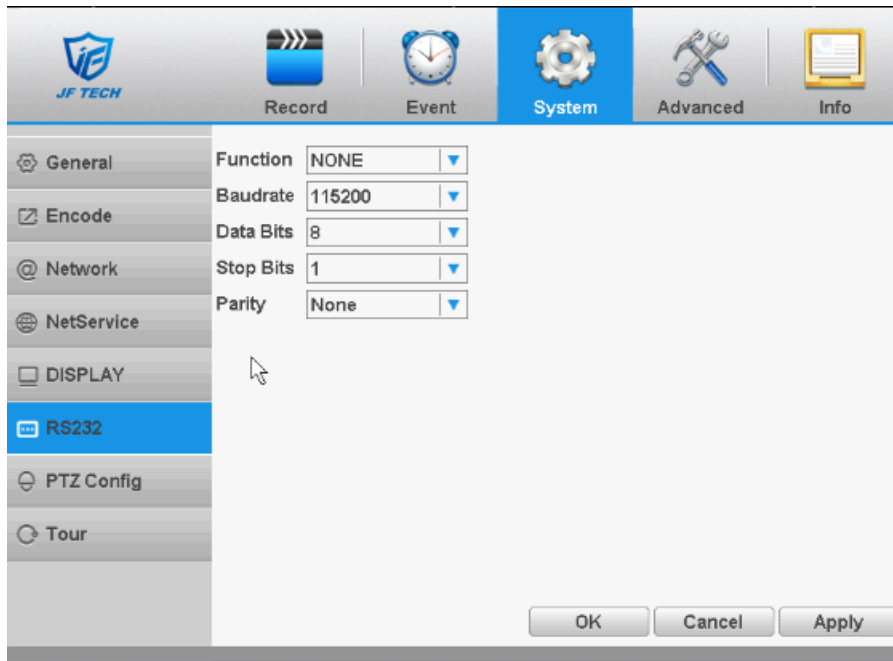 JF TECH
Record Event System Advanced Info
General
Encode
Network
NetService
DISPLAY
RS232
PTZ Config
Tour
Function NONE
Baudrate 115200
Data Bits 8
Stop Bits 1
Parity None
OK Cancel Apply